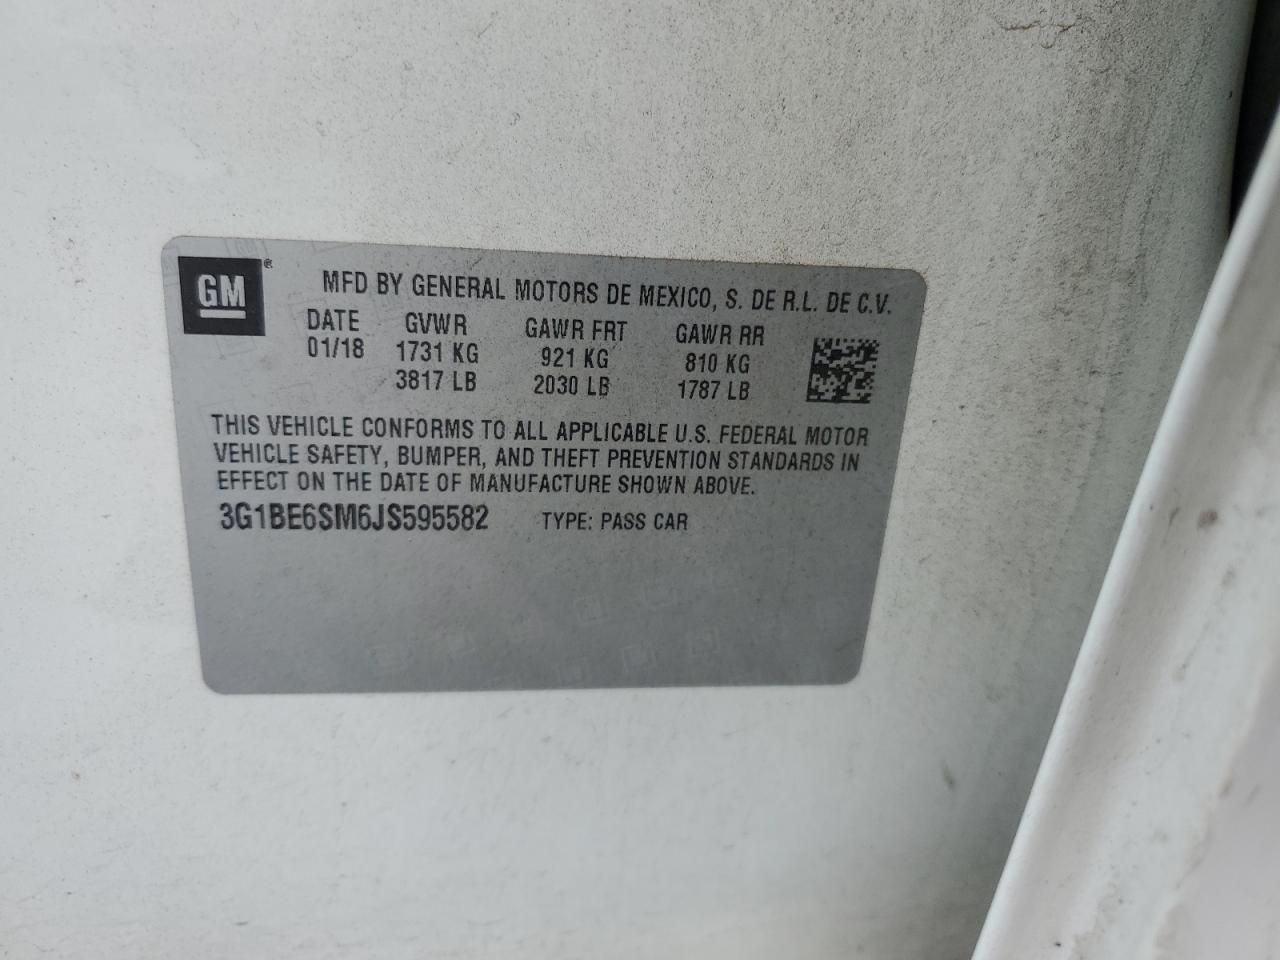 GM®
MFD BY GENERAL MOTORS DE MEXICO, S. DE R.L. DE C.V.
DATE GVWR GAWR FRT GAWR RR
01/18 1731 KG 921 KG 810 KG
3817 LB 2030 LB 1787 LB
THIS VEHICLE CONFORMS TO ALL APPLICABLE U.S. FEDERAL MOTOR
VEHICLE SAFETY, BUMPER, AND THEFT PREVENTION STANDARDS IN
EFFECT ON THE DATE OF MANUFACTURE SHOWN ABOVE.
3G1BE6SM6JS595582 TYPE: PASS CAR